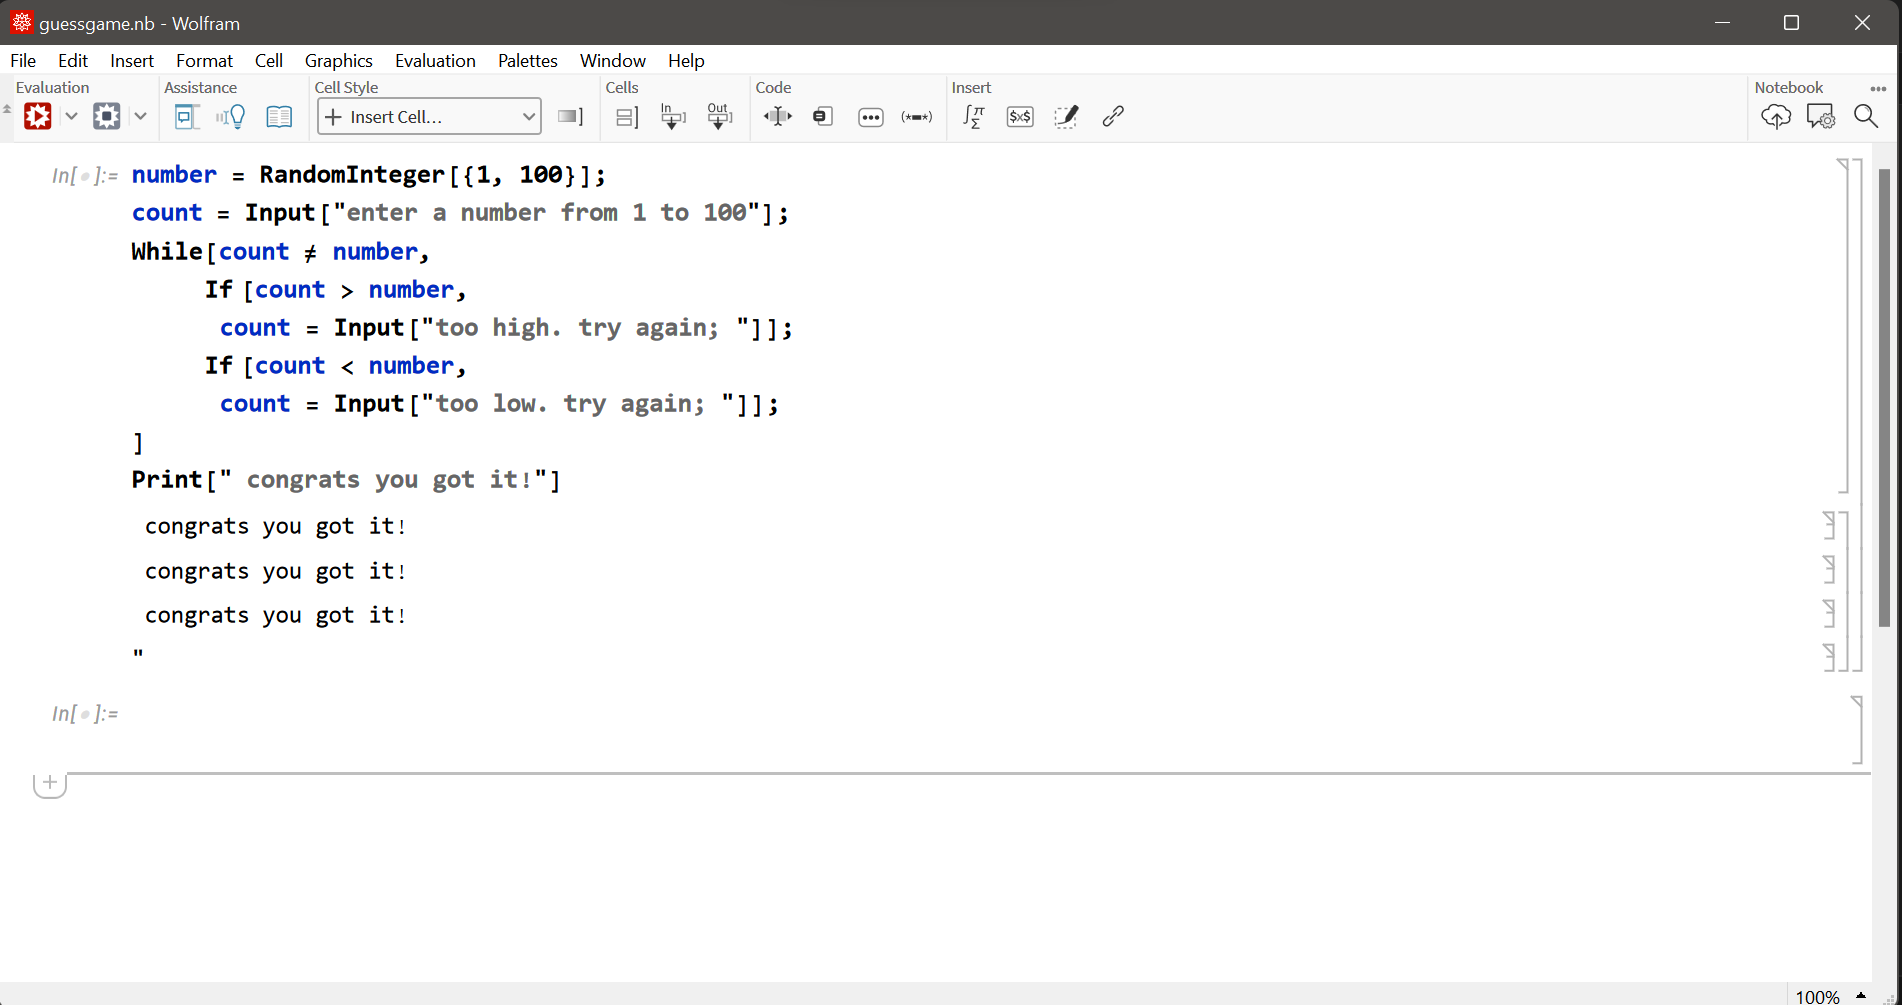 guessgame.nb - Wolfram
File Edit Insert Format Cell Graphics Evaluation Palettes Window Help
Evaluation Assistance Cell Style Cells Code Insert Notebook
Insert Cell... In Out (*▬*) ∫π Σ $x$
In[•]:= number = RandomInteger[{1, 100}];
count = Input["enter a number from 1 to 100"];
While[count ≠ number,
If [count > number,
count = Input["too high. try again; "]];
If [count < number,
count = Input["too low. try again; "]];
]
Print[" congrats you got it!"]
congrats you got it!
congrats you got it!
congrats you got it!
"
In[•]:=
100%